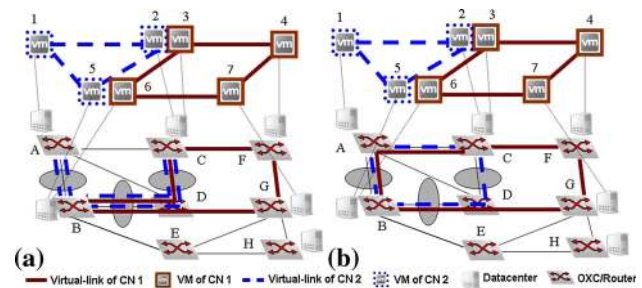 1
2
3
4
vm
vm
vm
vm
5
6
7
vm
vm
vm
A
C
F
D
G
B
E
H
(a)
1
2
3
4
vm
vm
vm
vm
5
6
7
vm
vm
vm
A
C
F
D
G
B
E
H
(b)
Virtual-link of CN 1
VM of CN 1
Virtual-link of CN 2
VM of CN 2
Datacenter
OXC/Router